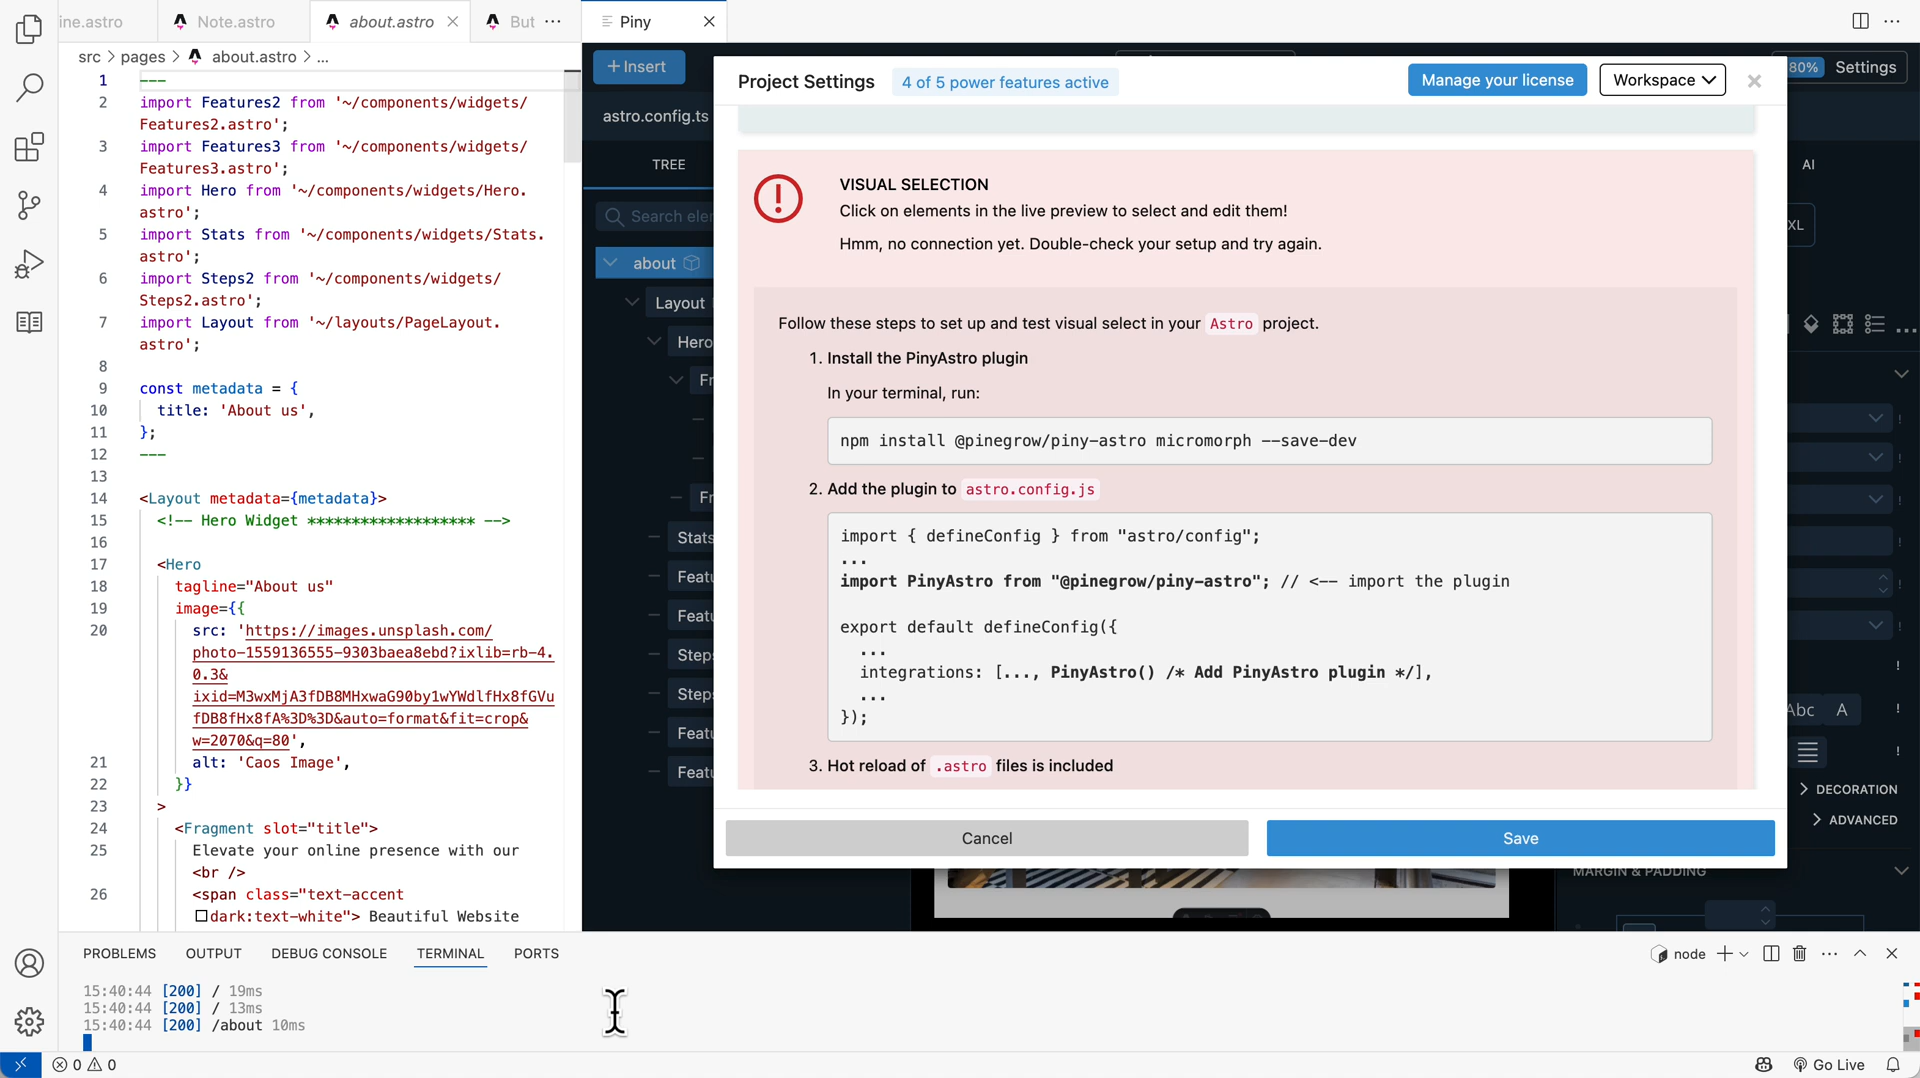 ine.astro
Note.astro
about.astro
But
Piny
src > pages > about.astro > ...
1 ---
2 import Features2 from '~/components/widgets/
Features2.astro';
3 import Features3 from '~/components/widgets/
Features3.astro';
4 import Hero from '~/components/widgets/Hero.
astro';
5 import Stats from '~/components/widgets/Stats.
astro';
6 import Steps2 from '~/components/widgets/
Steps2.astro';
7 import Layout from '~/layouts/PageLayout.
astro';
8
9 const metadata = {
10 title: 'About us',
11 };
12 ---
13
14 <Layout metadata={metadata}>
15 <!-- Hero Widget ******************* -->
16
17 <Hero
18 tagline="About us"
19 image={{
20 src: 'https://images.unsplash.com/
photo-1559136555-9303baea8ebd?ixlib=rb-4.
0.3&
ixid=M3wxMjA3fDB8MHxwaG90by1wYWdlfHx8fGVu
fDB8fHx8fA%3D%3D&auto=format&fit=crop&
w=2070&q=80',
21 alt: 'Caos Image',
22 }}
23 >
24 <Fragment slot="title">
25 Elevate your online presence with our
<br />
26 <span class="text-accent
dark:text-white"> Beautiful Website
+ Insert
astro.config.ts
TREE
Search eler
about
Layout
Hero
Fr
Fr
Stats
Featu
Featu
Steps
Steps
Featu
Featu
Project Settings
4 of 5 power features active
Manage your license
Workspace
VISUAL SELECTION
Click on elements in the live preview to select and edit them!
Hmm, no connection yet. Double-check your setup and try again.
Follow these steps to set up and test visual select in your Astro project.
1. Install the PinyAstro plugin
In your terminal, run:
npm install @pinegrow/piny-astro micromorph --save-dev
2. Add the plugin to astro.config.js
import { defineConfig } from "astro/config";
...
import PinyAstro from "@pinegrow/piny-astro"; // <-- import the plugin
export default defineConfig({
...
integrations: [..., PinyAstro() /* Add PinyAstro plugin */],
...
});
3. Hot reload of .astro files is included
Cancel
Save
80%
Settings
AI
XL
Abc
A
DECORATION
ADVANCED
MARGIN & PADDING
PROBLEMS
OUTPUT
DEBUG CONSOLE
TERMINAL
PORTS
node
15:40:44 [200] / 19ms
15:40:44 [200] / 13ms
15:40:44 [200] /about 10ms
0 0
Go Live